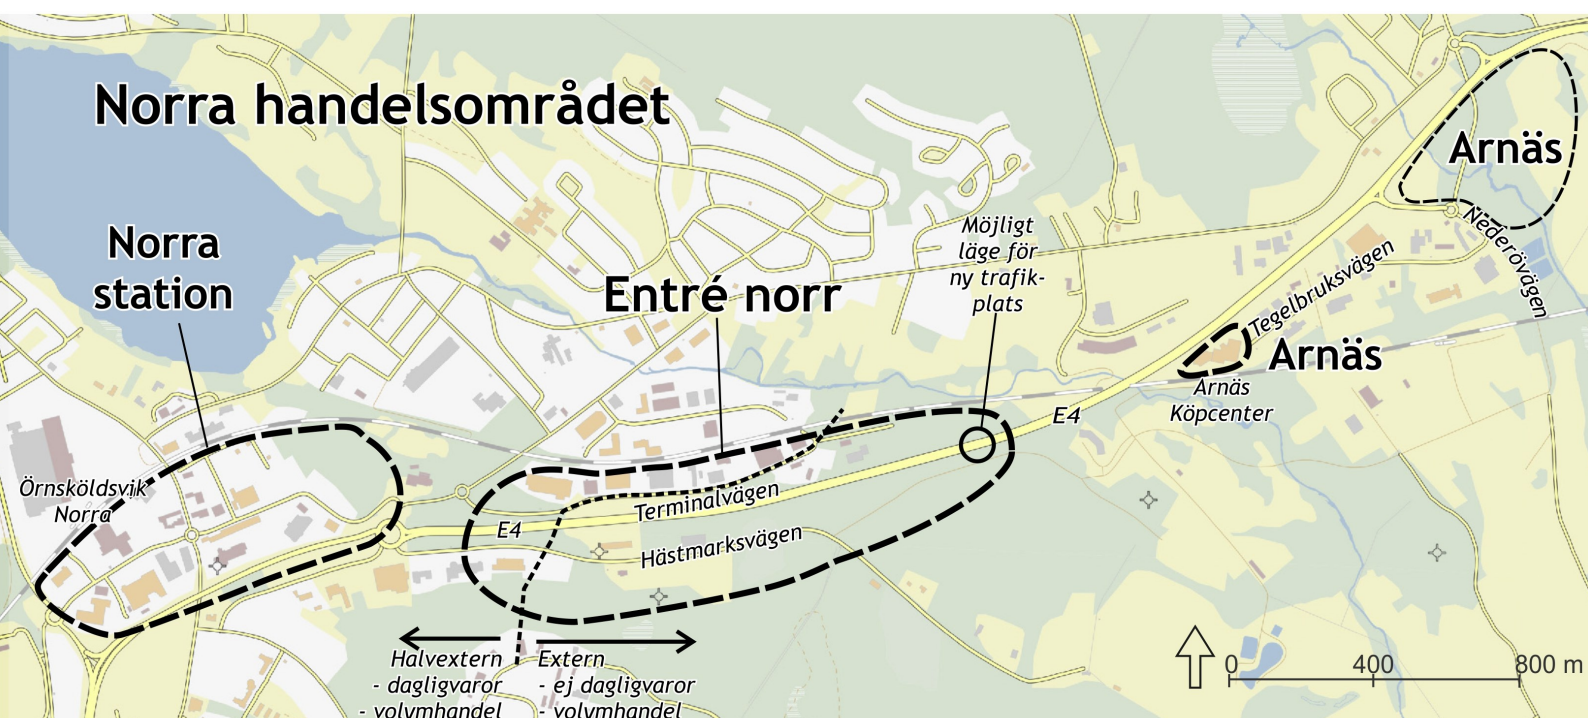 Norra handelsområdet
Norra
station
Entré norr
Möjligt
läge för
ny trafik-
plats
Arnäs
Nederövägen
Tegelbruksvägen
Arnäs
Arnäs
Köpcenter
E4
Örnsköldsvik
Norra
Terminalvägen
E4
Hästmarksvägen
Halvextern
- dagligvaror
- volymhandel
Extern
- ej dagligvaror
- volymhandel
0 400 800 m